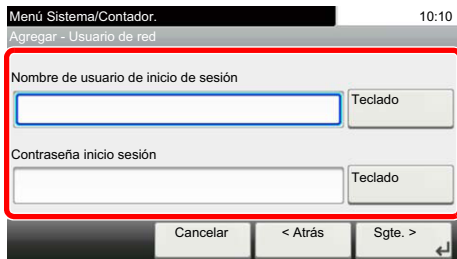 Menú Sistema/Contador. 10:10
Agregar - Usuario de red
Nombre de usuario de inicio de sesión
Teclado
Contraseña inicio sesión
Teclado
Cancelar < Atrás Sgte. >